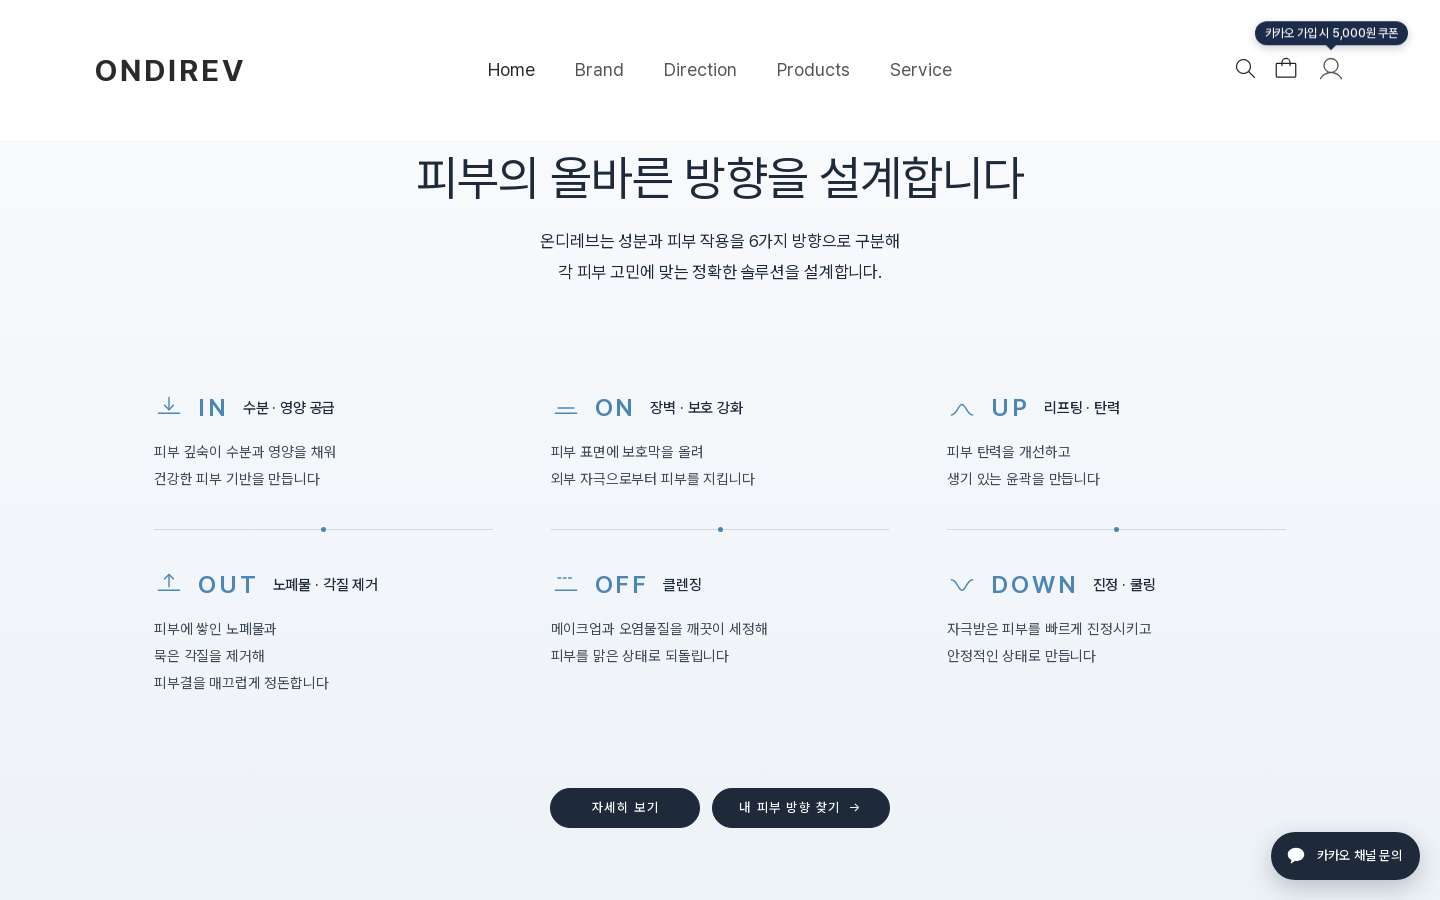 카카오 가입 시 5,000원 쿠폰
ONDIREV
Home
Brand
Direction
Products
Service
피부의 올바른 방향을 설계합니다
온디레브는 성분과 피부 작용을 6가지 방향으로 구분해
각 피부 고민에 맞는 정확한 솔루션을 설계합니다.
IN 수분 · 영양 공급
피부 깊숙이 수분과 영양을 채워
건강한 피부 기반을 만듭니다
ON 장벽 · 보호 강화
피부 표면에 보호막을 올려
외부 자극으로부터 피부를 지킵니다
UP 리프팅 · 탄력
피부 탄력을 개선하고
생기 있는 윤곽을 만듭니다
OUT 노폐물 · 각질 제거
피부에 쌓인 노폐물과
묵은 각질을 제거해
피부결을 매끄럽게 정돈합니다
OFF 클렌징
메이크업과 오염물질을 깨끗이 세정해
피부를 맑은 상태로 되돌립니다
DOWN 진정 · 쿨링
자극받은 피부를 빠르게 진정시키고
안정적인 상태로 만듭니다
자세히 보기
내 피부 방향 찾기 →
카카오 채널 문의